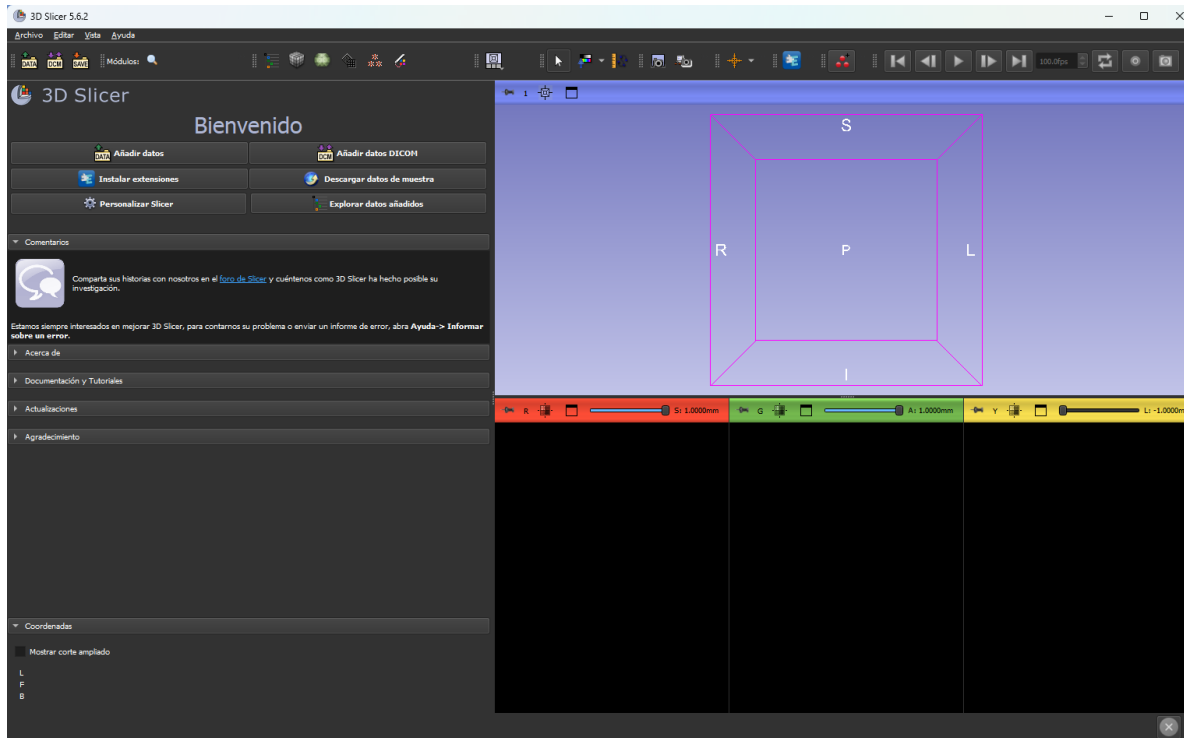 3D Slicer 5.6.2
Archivo Editar Vista Ayuda
DATA DCM SAVE Módulos: 100.0fps
3D Slicer
Bienvenido
Añadir datos
Añadir datos DICOM
Instalar extensiones
Descargar datos de muestra
Personalizar Slicer
Explorar datos añadidos
Comentarios
Comparta sus historias con nosotros en el foro de Slicer y cuéntenos como 3D Slicer ha hecho posible su
investigación.
Estamos siempre interesados en mejorar 3D Slicer, para contarnos su problema o enviar un informe de error, abra Ayuda-> Informar
sobre un error.
Acerca de
Documentación y Tutoriales
Actualizaciones
Agradecimiento
Coordenadas
Mostrar corte ampliado
L
F
B
1
S
R P L
I
R S: 1.0000mm
G A: 1.0000mm
Y L: -1.0000m